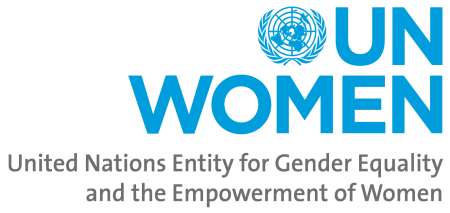 UN
WOMEN
United Nations Entity for Gender Equality
and the Empowerment of Women